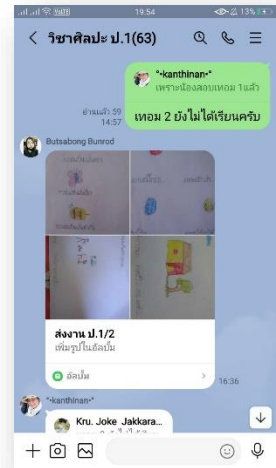 VoLTE 19:54 13%
วิชาศิลปะ ป.1(63)
°•kanthinan•°
เพราะน้องสอบเทอม 1แล้ว
เทอม 2 ยังไม่ได้เรียนครับ
อ่านแล้ว 59
14:57
Butsabong Bunrod
ส่งงาน ป.1/2
เพิ่มรูปในอัลบั้ม
อัลบั้ม
16:36
°•kanthinan•°
Kru. Joke Jakkara...